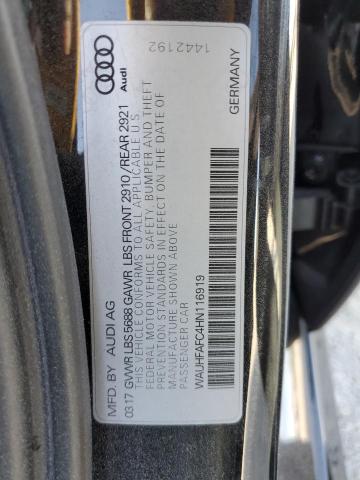 MFD. BY AUDI AG
03.17 GVWR LBS 5688 GAWR LBS FRONT 2910 / REAR 2921
THIS VEHICLE CONFORMS TO ALL APPLICABLE U.S.
FEDERAL MOTOR VEHICLE SAFETY, BUMPER AND THEFT
PREVENTION STANDARDS IN EFFECT ON THE DATE OF
MANUFACTURE SHOWN ABOVE
PASSENGER CAR
WAUHFAFC4HN116919
Audi
1442192
GERMANY